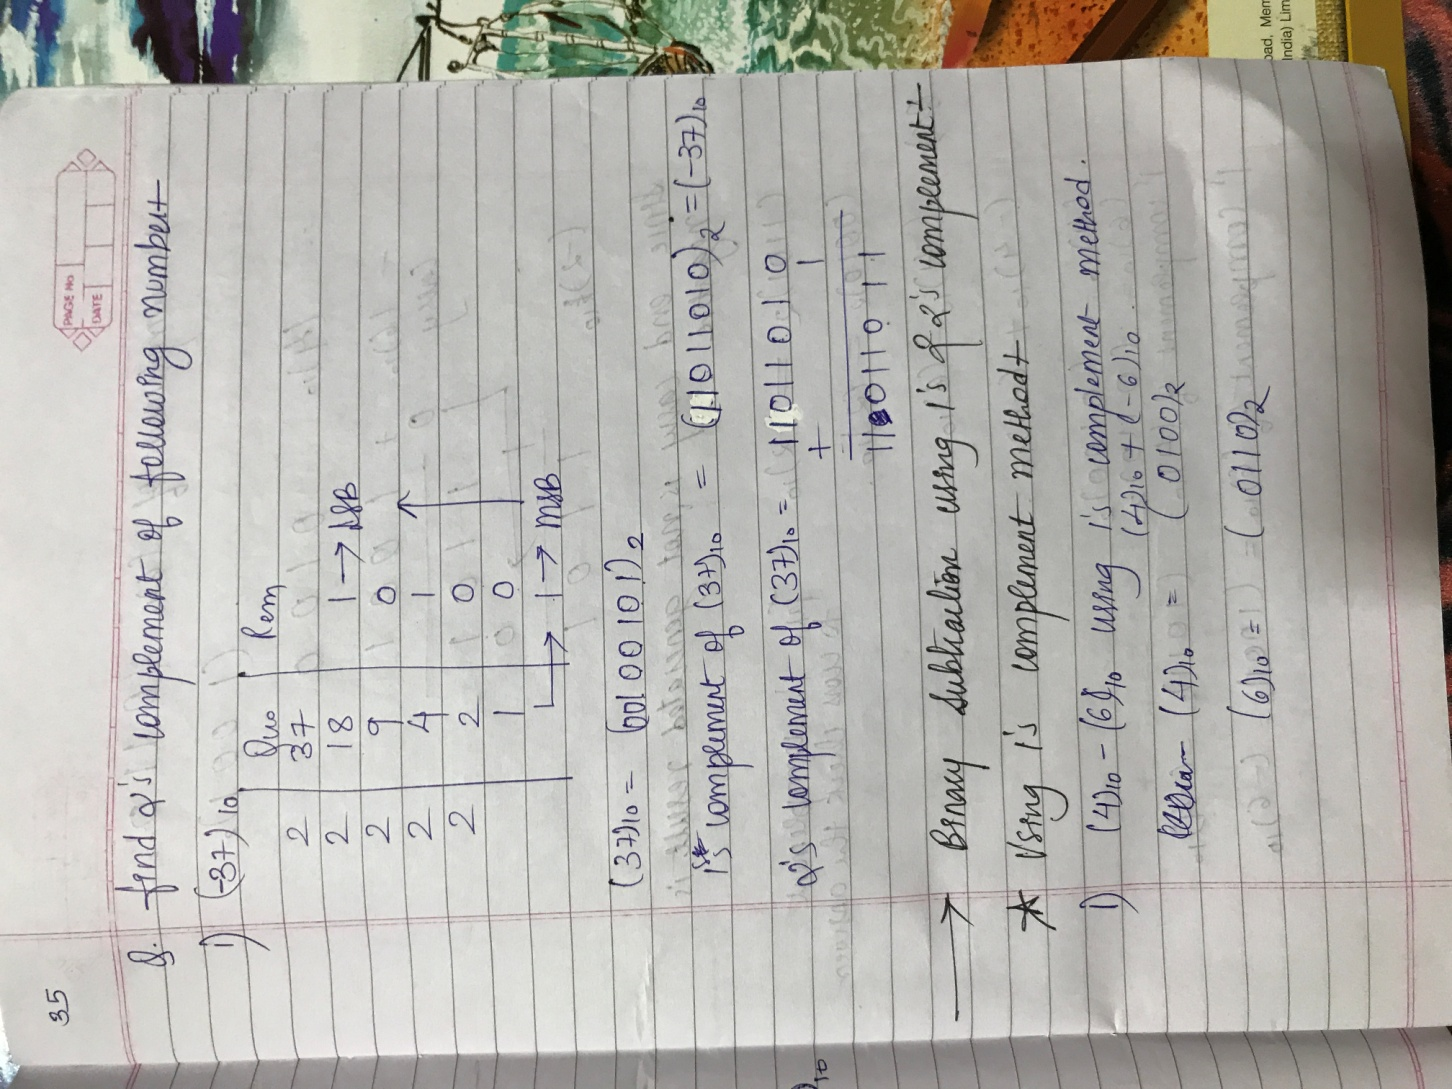 35
PAGE No.
DATE
Q. find 2's complement of following number:-
i) (-37)10
Quo Rem
2 37
2 18 1 → LSB
2 9 0
2 4 1
2 2 0
1 0
1 → MSB
(37)10 = (00100101)2
1's complement of (37)10 = (11011010)2 = (-37)10
2's complement of (37)10 = 11011010
+ 1
11011011
→ Binary Subtraction using 1's & 2's complement:-
★ Using 1's complement method:-
1) (4)10 - (6)10 using 1's complement method.
(4)10 + (-6)10
(4)10 = (0100)2
(6)10 = (0110)2